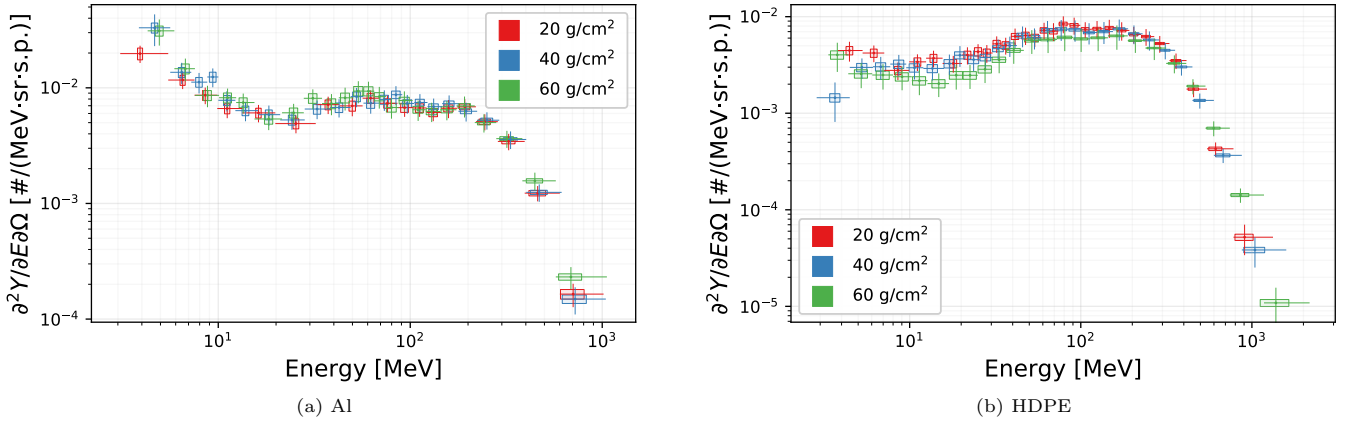 ∂²Y/∂E∂Ω [#/(MeV·sr·s.p.)]
10⁻²
10⁻³
10⁻⁴
20 g/cm²
40 g/cm²
60 g/cm²
10¹ 10² 10³
Energy [MeV]
(a) Al
∂²Y/∂E∂Ω [#/(MeV·sr·s.p.)]
10⁻²
10⁻³
10⁻⁴
10⁻⁵
20 g/cm²
40 g/cm²
60 g/cm²
10¹ 10² 10³
Energy [MeV]
(b) HDPE